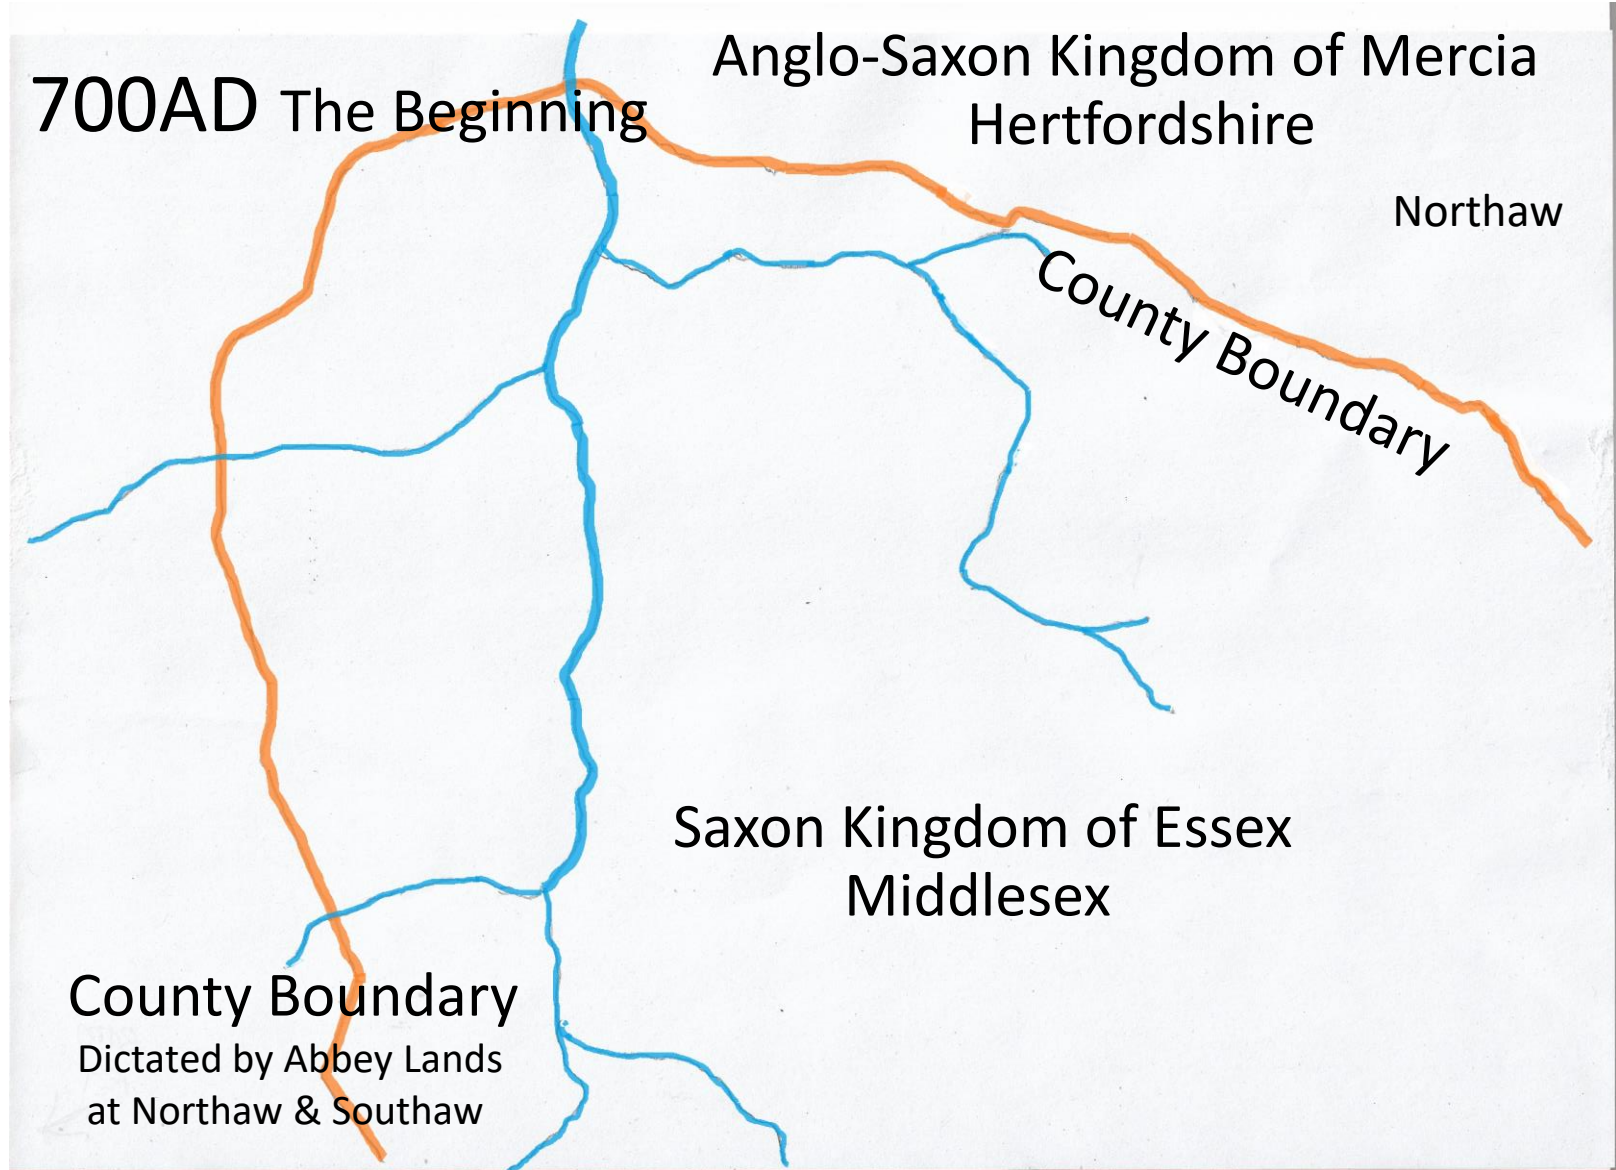 700AD The Beginning
Anglo-Saxon Kingdom of Mercia
Hertfordshire
Northaw
County Boundary
Saxon Kingdom of Essex
Middlesex
County Boundary
Dictated by Abbey Lands
at Northaw & Southaw